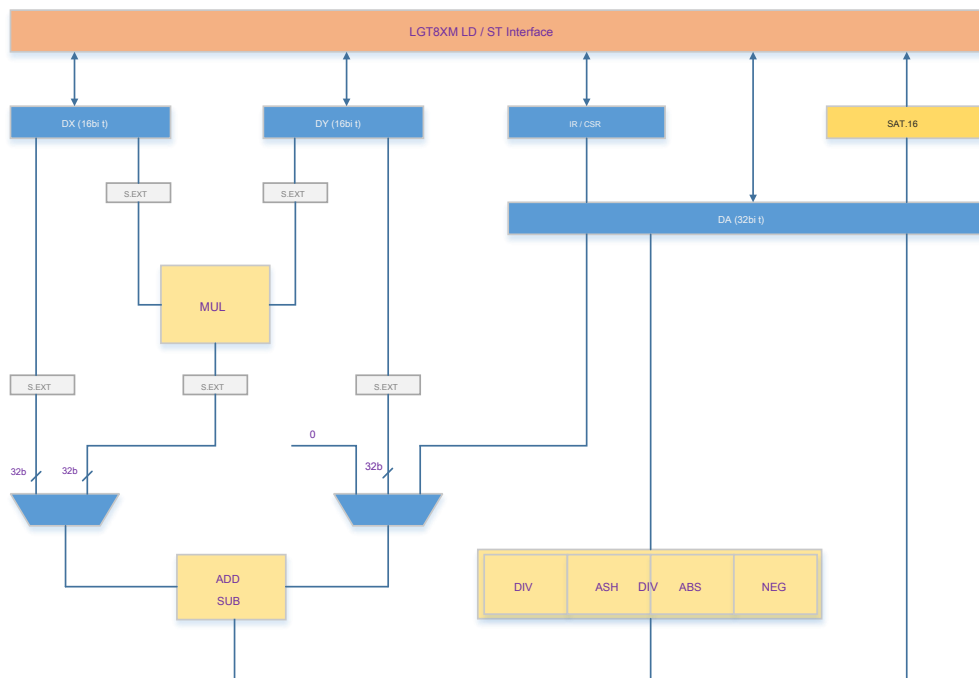 LGT8XM LD / ST Interface
DX (16bi t)
DY (16bi t)
IR / CSR
SAT.16
S.EXT
S.EXT
DA (32bi t)
MUL
S.EXT
S.EXT
S.EXT
0
32b
32b
32b
ADD
SUB
DIV
ASH
DIV
ABS
NEG